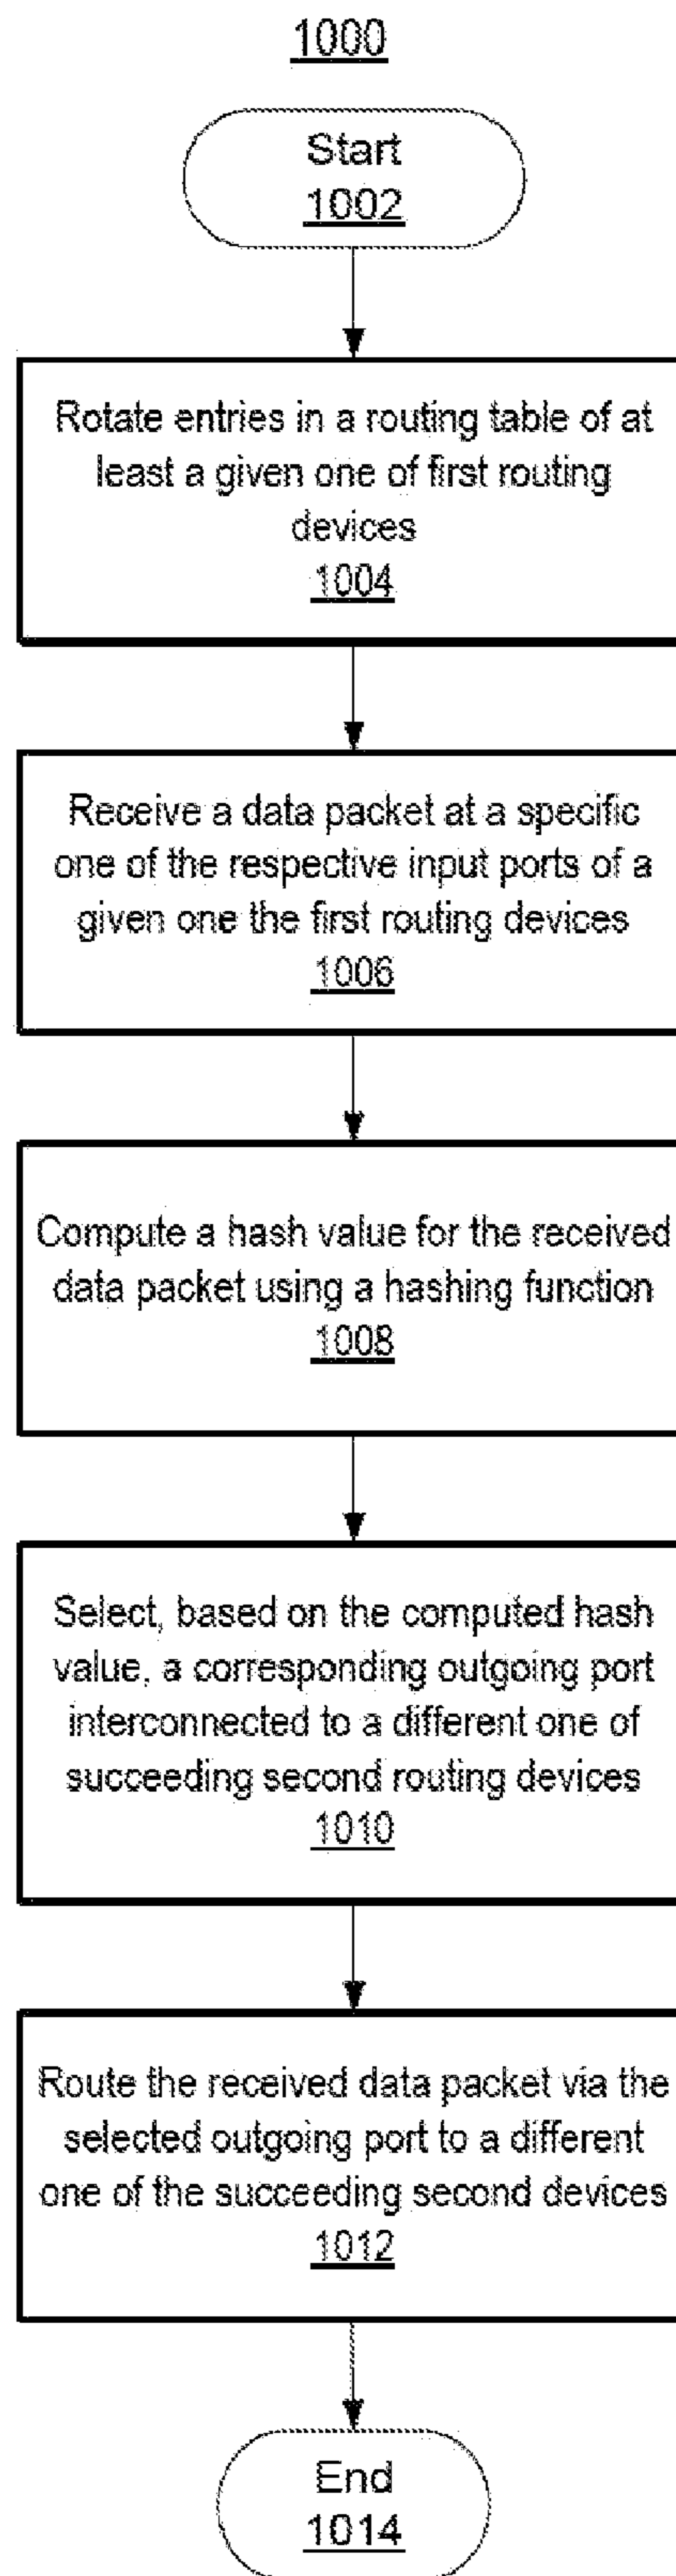 1000
Start
1002
Rotate entries in a routing table of at
least a given one of first routing
devices
1004
Receive a data packet at a specific
one of the respective input ports of a
given one the first routing devices
1006
Compute a hash value for the received
data packet using a hashing function
1008
Select, based on the computed hash
value, a corresponding outgoing port
interconnected to a different one of
succeeding second routing devices
1010
Route the received data packet via the
selected outgoing port to a different
one of the succeeding second devices
1012
End
1014